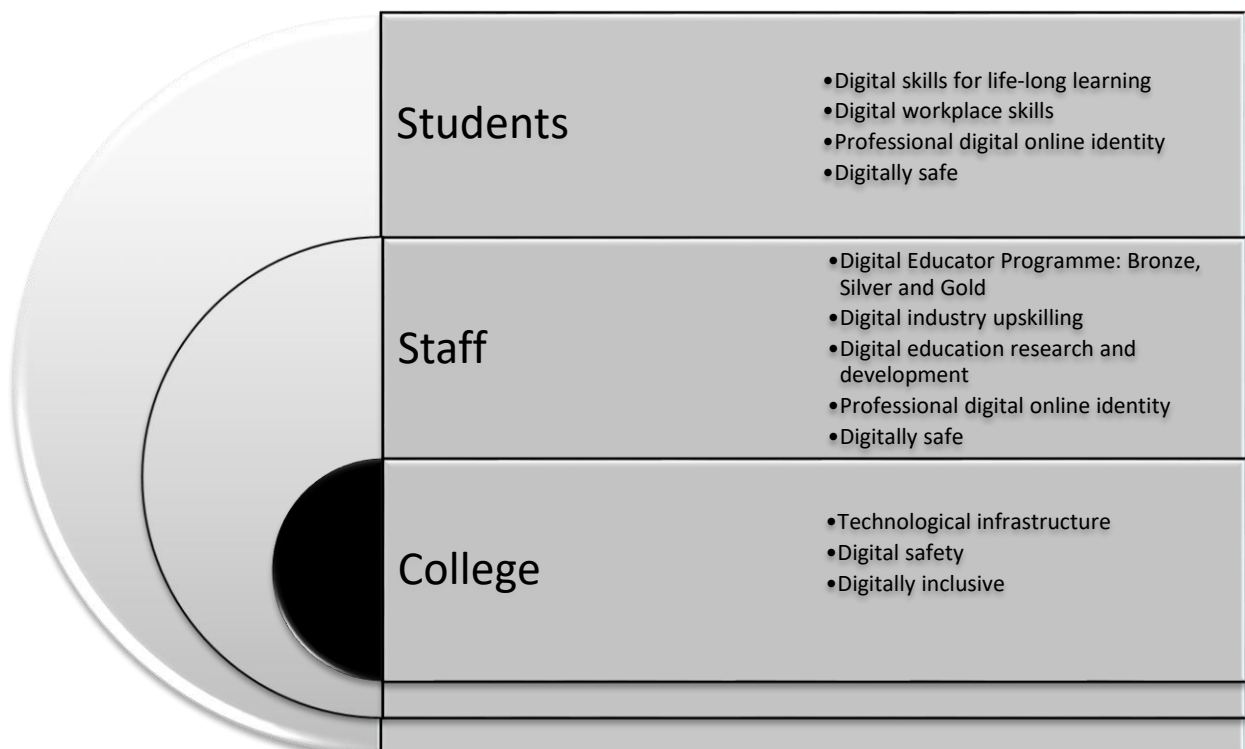 Students
•Digital skills for life-long learning
•Digital workplace skills
•Professional digital online identity
•Digitally safe
Staff
•Digital Educator Programme: Bronze,
Silver and Gold
•Digital industry upskilling
•Digital education research and
development
•Professional digital online identity
•Digitally safe
College
•Technological infrastructure
•Digital safety
•Digitally inclusive